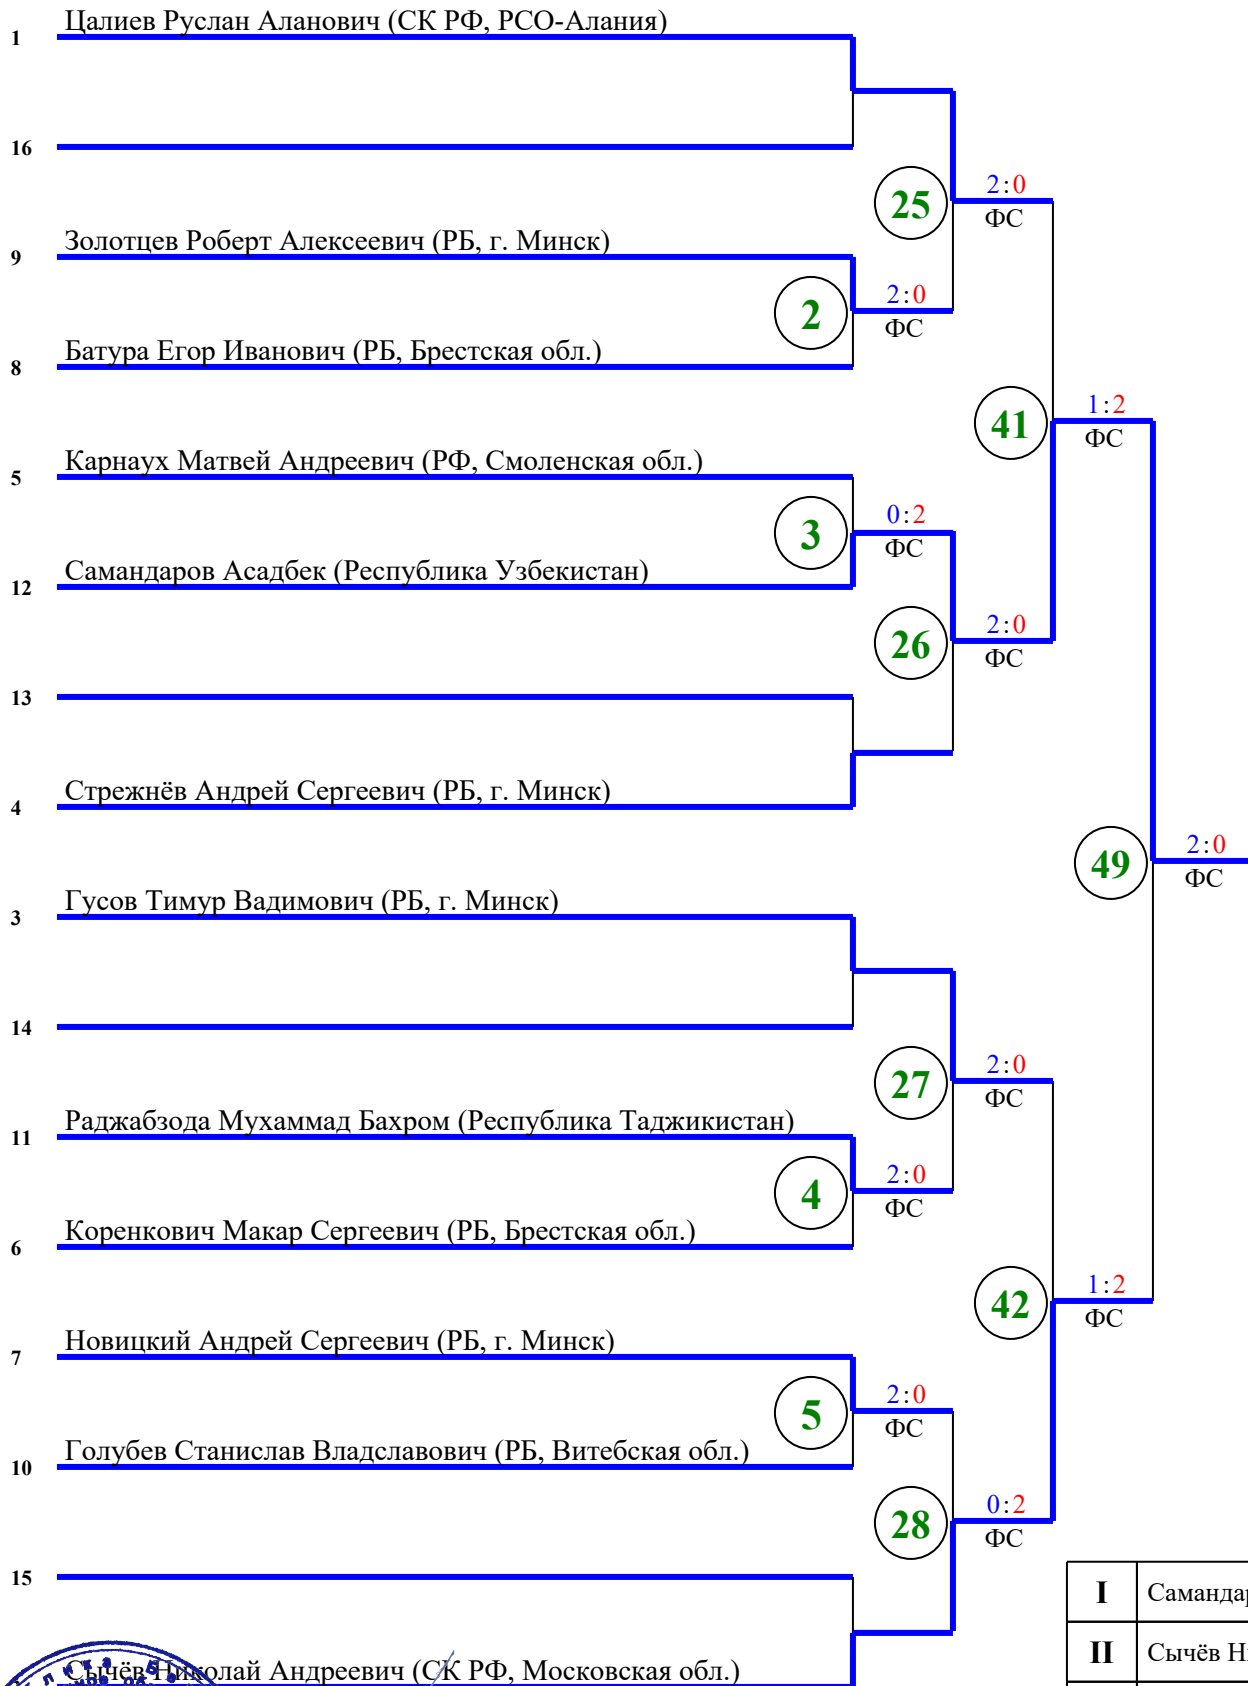 1 Цалиев Руслан Аланович (СК РФ, РСО-Алания)
16
25 2:0
ФС
9 Золотцев Роберт Алексеевич (РБ, г. Минск)
2 2:0
ФС
8 Батура Егор Иванович (РБ, Брестская обл.)
41 1:2
ФС
5 Карнаух Матвей Андреевич (РФ, Смоленская обл.)
3 0:2
ФС
12 Самандаров Асадбек (Республика Узбекистан)
26 2:0
ФС
13
4 Стрежнёв Андрей Сергеевич (РБ, г. Минск)
49 2:0
ФС
3 Гусов Тимур Вадимович (РБ, г. Минск)
14
27 2:0
ФС
11 Раджабзода Мухаммад Бахром (Республика Таджикистан)
4 2:0
ФС
6 Коренкович Макар Сергеевич (РБ, Брестская обл.)
42 1:2
ФС
7 Новицкий Андрей Сергеевич (РБ, г. Минск)
5 2:0
ФС
10 Голубев Станислав Владславович (РБ, Витебская обл.)
28 0:2
ФС
15
I Самандар
II Сычёв Ни
Сычёв Николай Андреевич (СК РФ, Московская обл.)